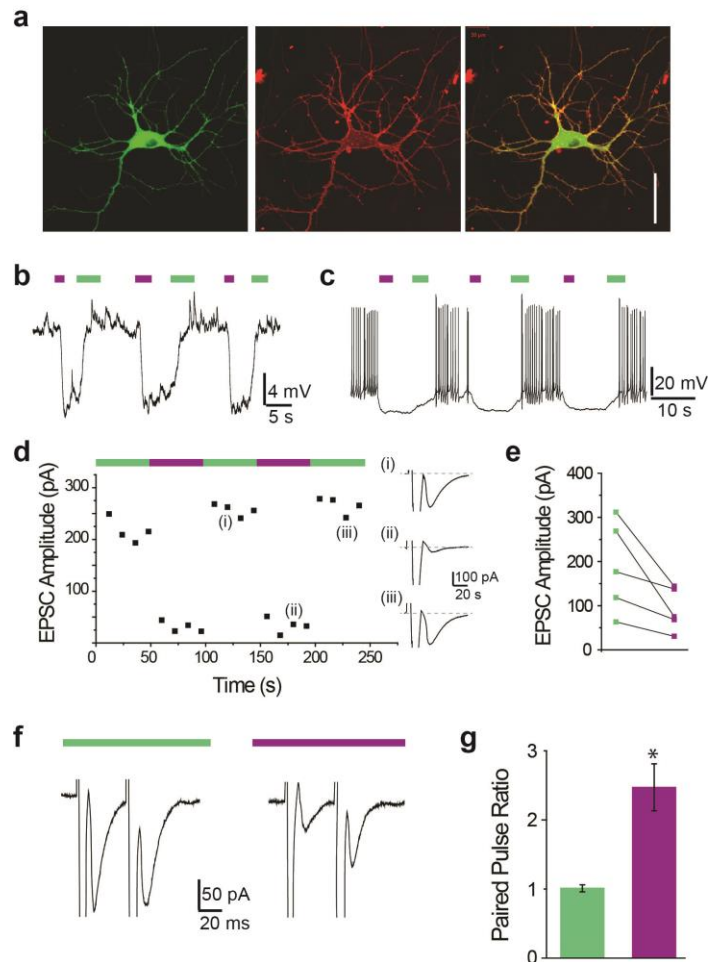 a
b
c
4 mV
5 s
20 mV
10 s
d
EPSC Amplitude (pA)
300
200
100
0
0 50 100 150 200 250
Time (s)
(i)
(ii)
(iii)
(i)
(ii)
100 pA
20 s
(iii)
e
EPSC Amplitude (pA)
400
300
200
100
0
f
50 pA
20 ms
g
Paired Pulse Ratio
3
2
1
0
*